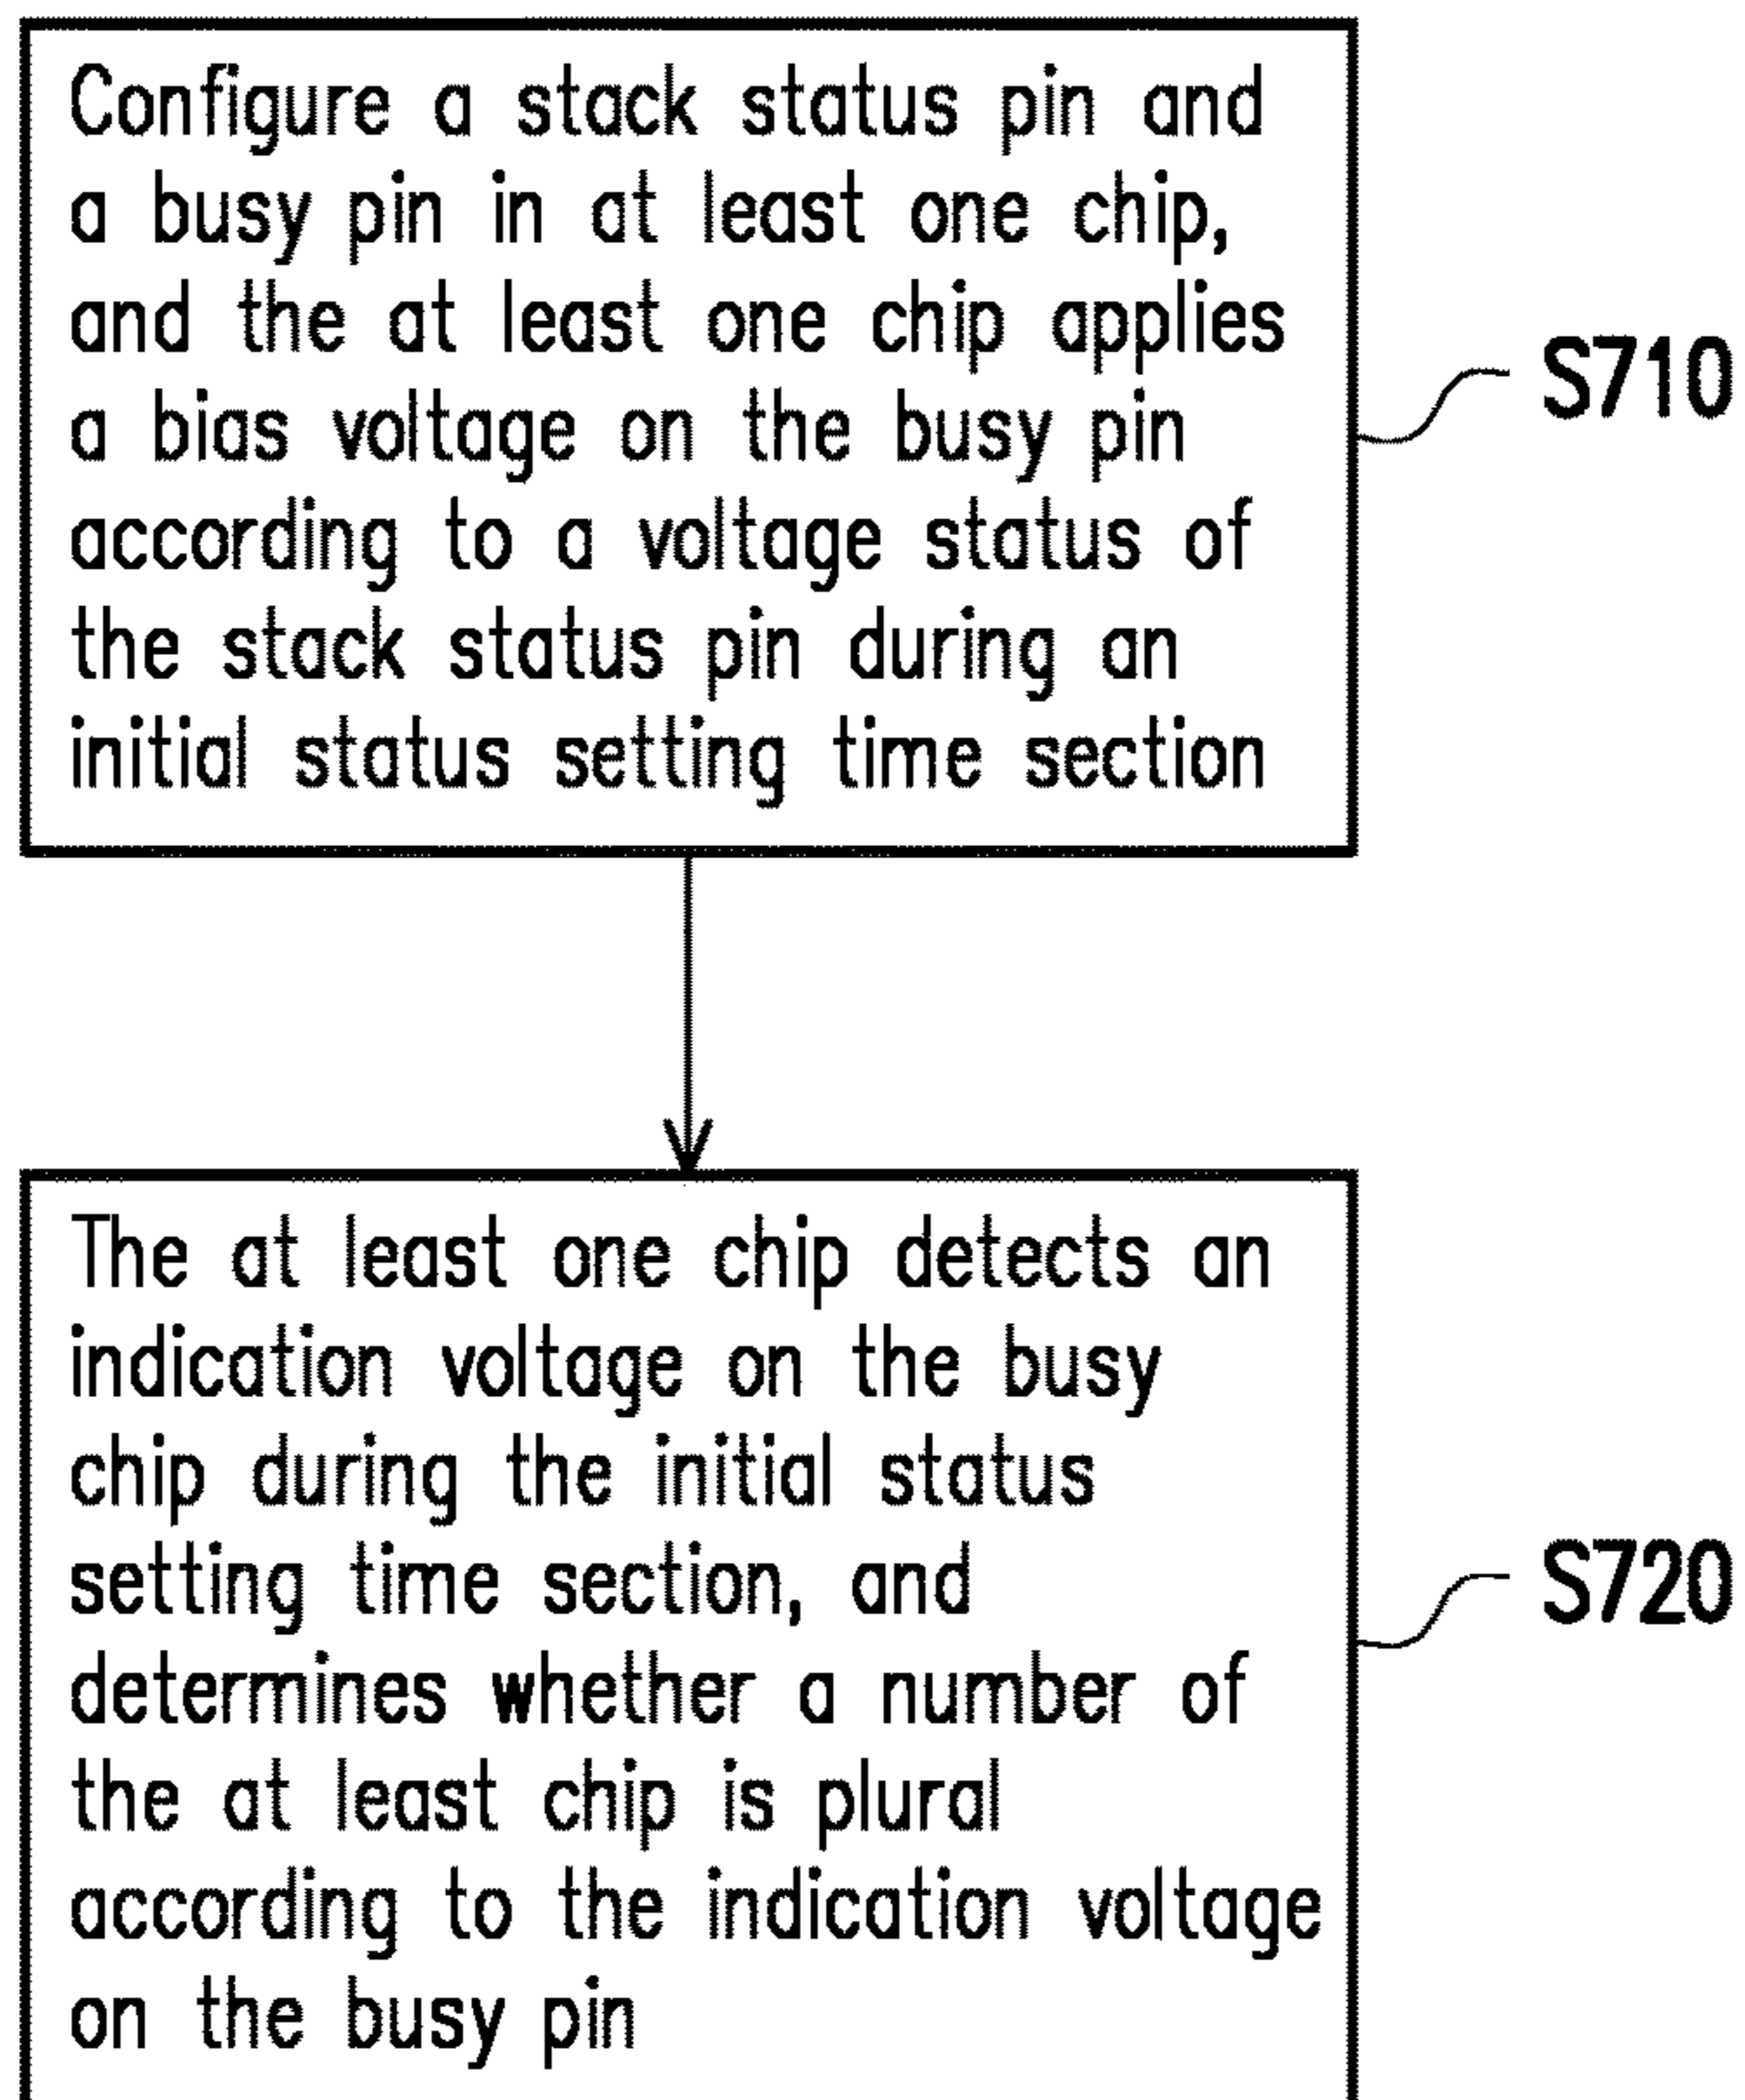 Configure a stack status pin and
a busy pin in at least one chip,
and the at least one chip applies
a bias voltage on the busy pin
according to a voltage status of
the stack status pin during an
initial status setting time section
S710
The at least one chip detects an
indication voltage on the busy
chip during the initial status
setting time section, and
determines whether a number of
the at least chip is plural
according to the indication voltage
on the busy pin
S720